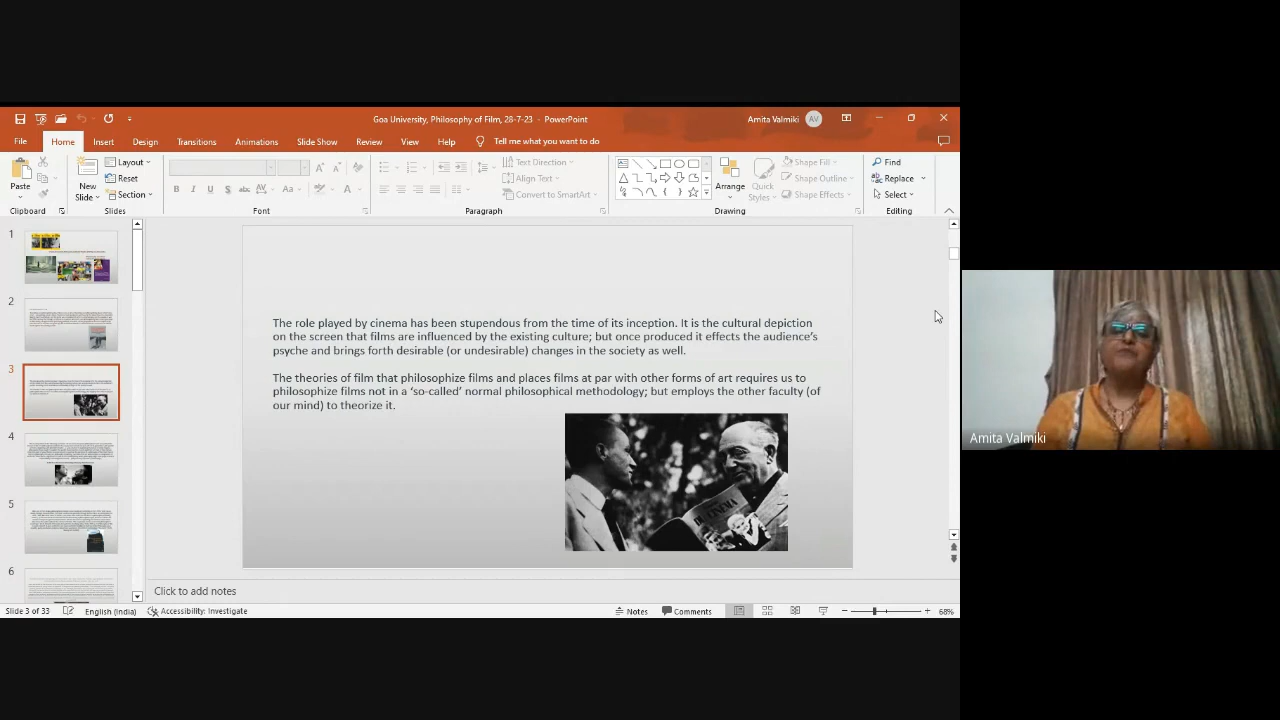 Goa University, Philosophy of Film, 28-7-23 - PowerPoint
Amita Valmiki AV
File Home Insert Design Transitions Animations Slide Show Review View Help Tell me what you want to do
Paste
New Slide
Layout
Reset
Section
Text Direction
Align Text
Convert to SmartArt
Arrange
Quick Styles
Shape Fill
Shape Outline
Shape Effects
Find
Replace
Select
Clipboard Slides Font Paragraph Drawing Editing
1
2
3
4
5
6
The role played by cinema has been stupendous from the time of its inception. It is the cultural depiction
on the screen that films are influenced by the existing culture; but once produced it effects the audience's
psyche and brings forth desirable (or undesirable) changes in the society as well.
The theories of film that philosophize films and places films at par with other forms of art requires us to
philosophize films not in a 'so-called' normal philosophical methodology; but employs the other faculty (of
our mind) to theorize it.
CINEMA
Click to add notes
Slide 3 of 33 English (India) Accessibility: Investigate Notes Comments 68%
Amita Valmiki